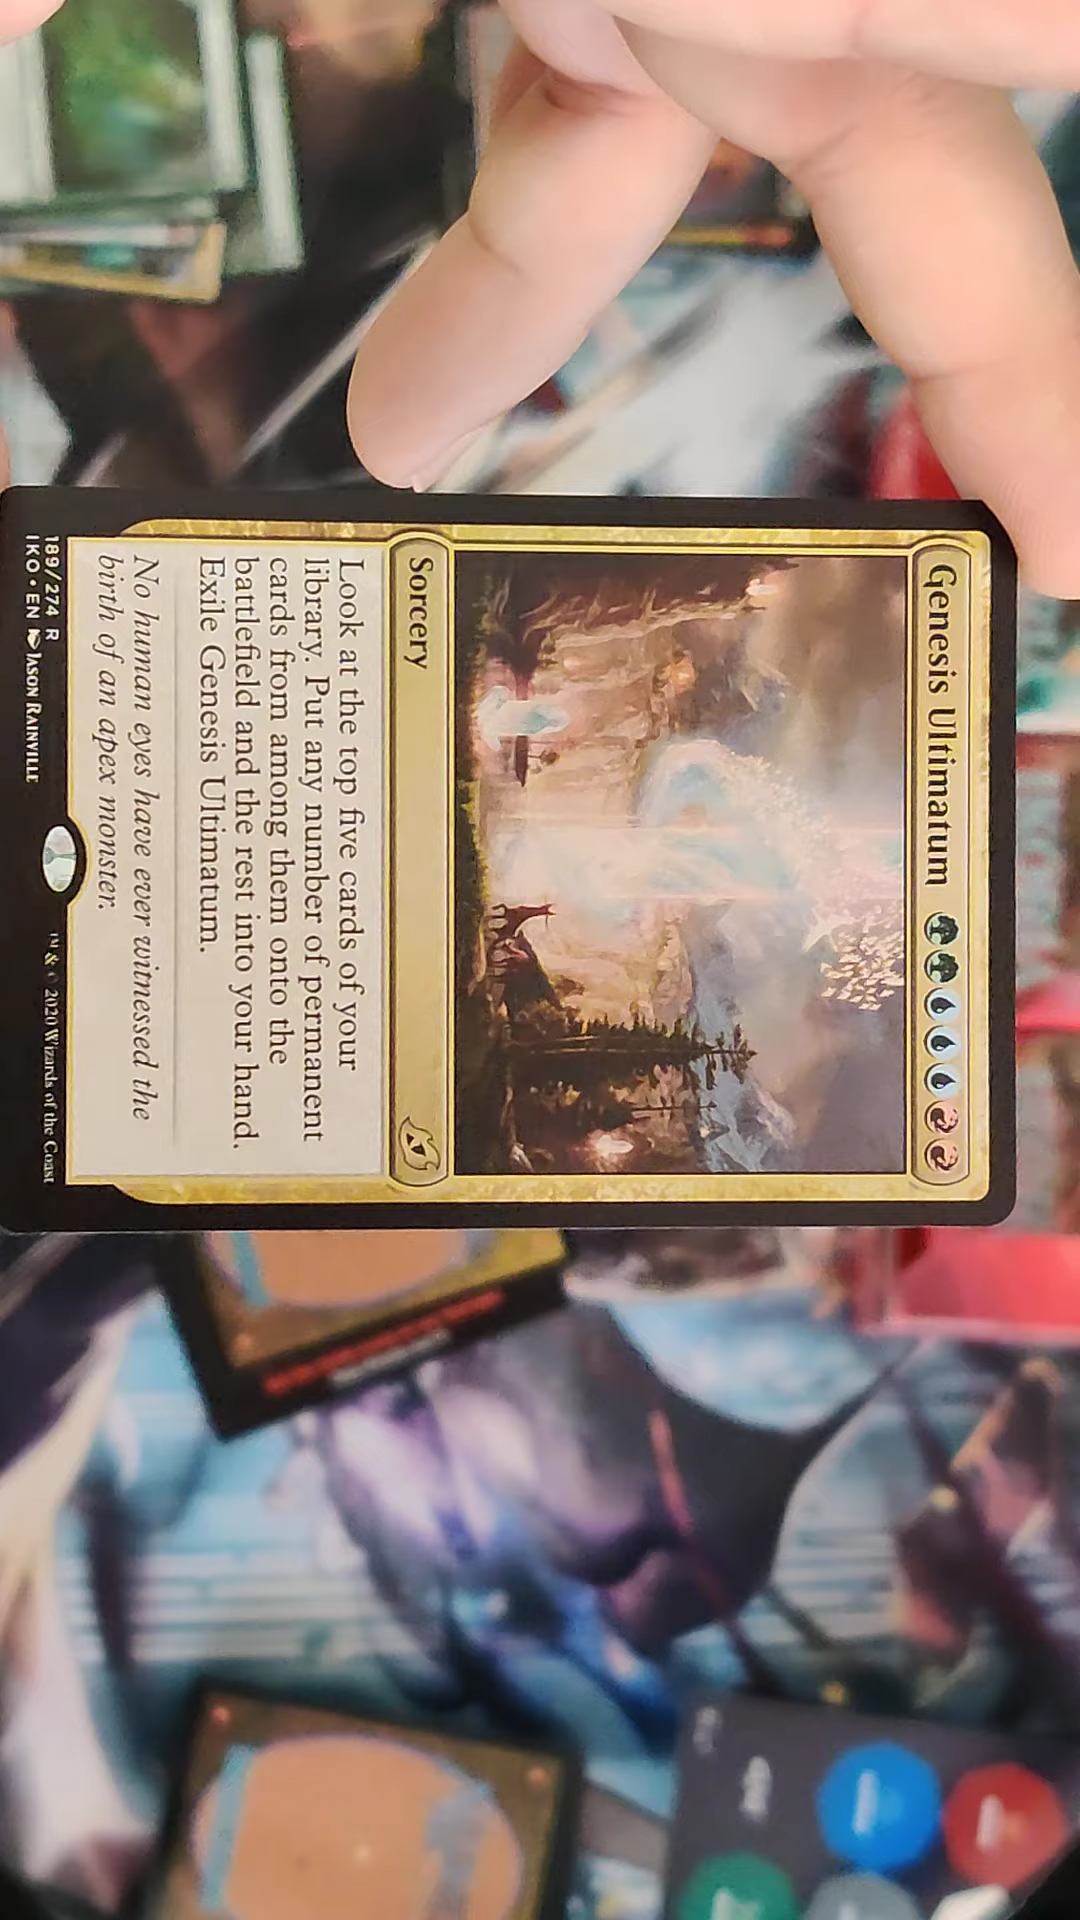 Genesis Ultimatum
Sorcery
Look at the top five cards of your
library. Put any number of permanent
cards from among them onto the
battlefield and the rest into your hand.
Exile Genesis Ultimatum.
No human eyes have ever witnessed the
birth of an apex monster.
189/274 R
IKO • EN JASON RAINVILLE
™ & © 2020 Wizards of the Coast